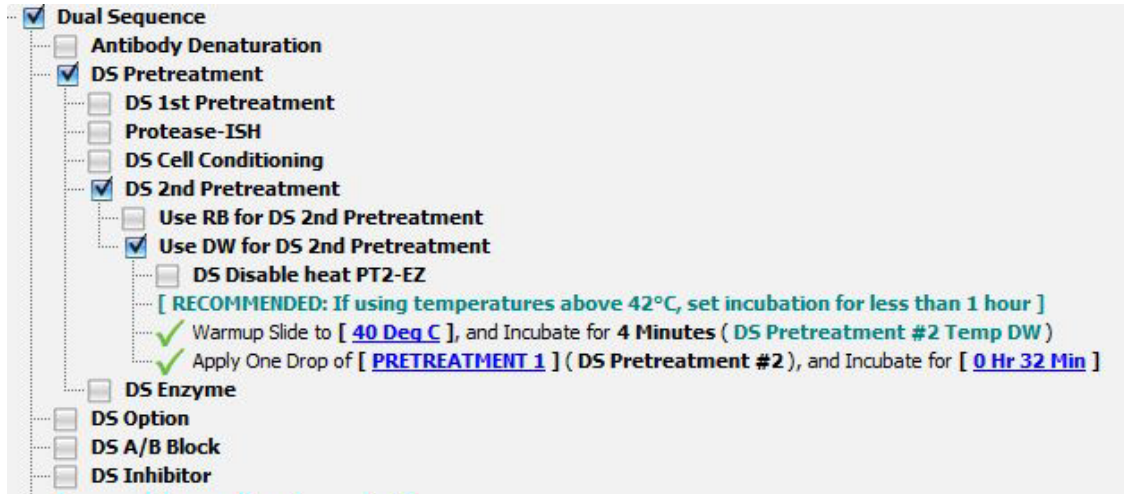 Dual Sequence
Antibody Denaturation
DS Pretreatment
DS 1st Pretreatment
Protease-ISH
DS Cell Conditioning
DS 2nd Pretreatment
Use RB for DS 2nd Pretreatment
Use DW for DS 2nd Pretreatment
DS Disable heat PT2-EZ
[ RECOMMENDED: If using temperatures above 42°C, set incubation for less than 1 hour ]
Warmup Slide to [ 40 Deg C ], and Incubate for 4 Minutes ( DS Pretreatment #2 Temp DW )
Apply One Drop of [ PRETREATMENT 1 ] ( DS Pretreatment #2 ), and Incubate for [ 0 Hr 32 Min ]
DS Enzyme
DS Option
DS A/B Block
DS Inhibitor